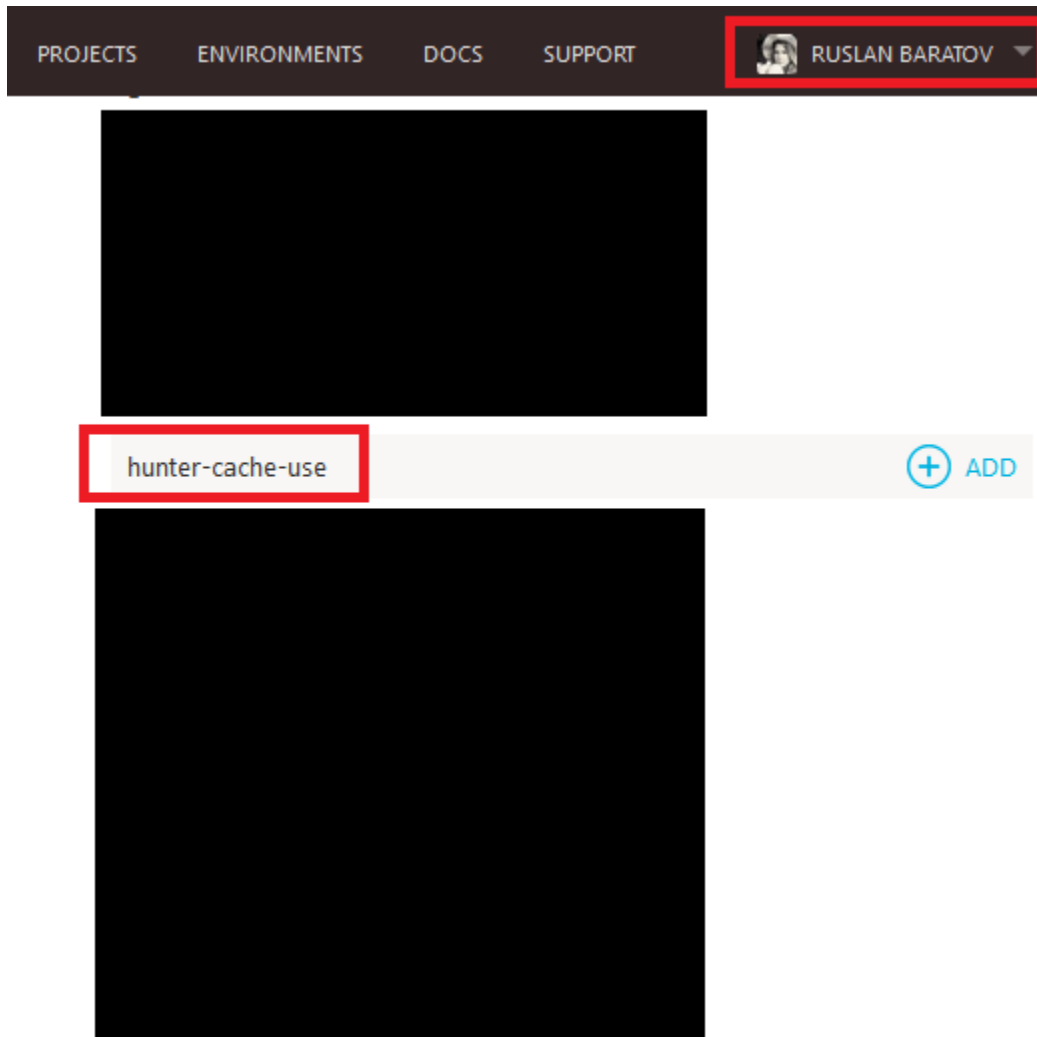 PROJECTS ENVIRONMENTS DOCS SUPPORT RUSLAN BARATOV
hunter-cache-use ADD